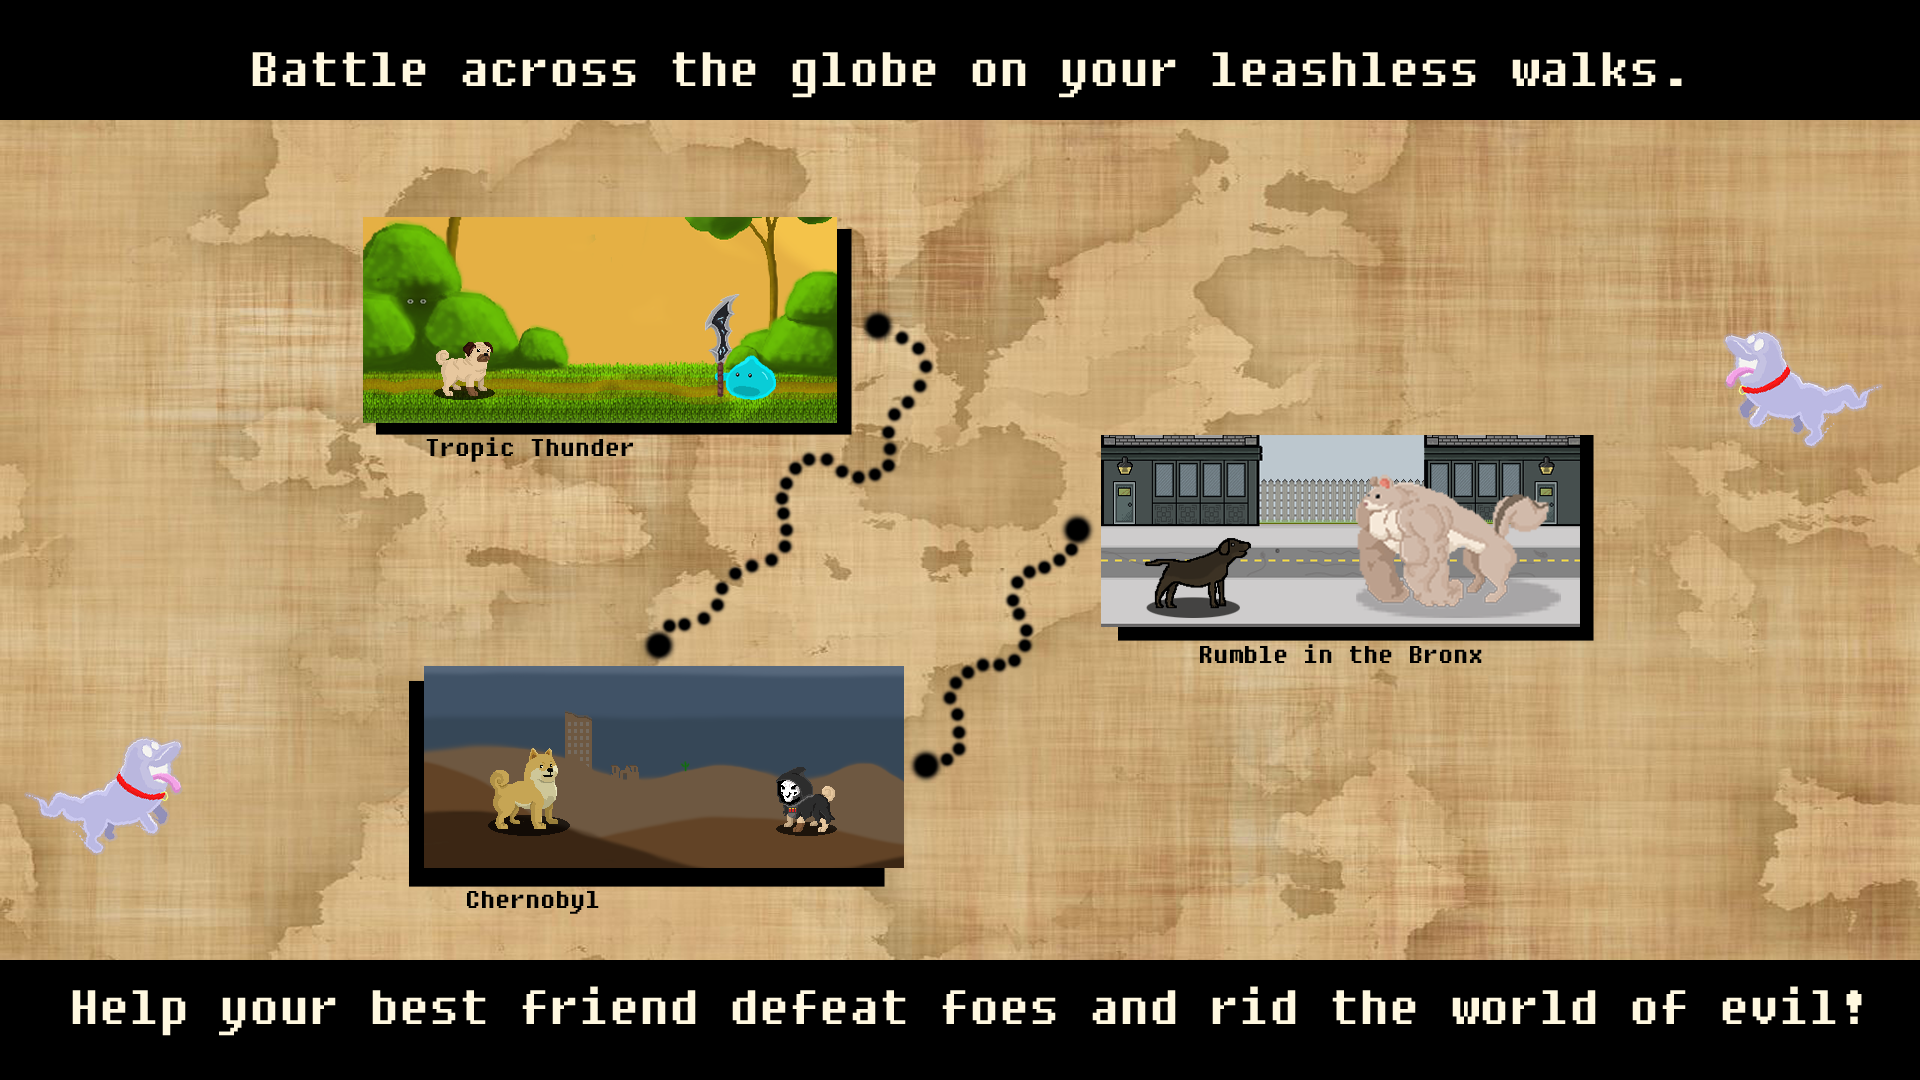 Battle across the globe on your leashless walks.
Tropic Thunder
Rumble in the Bronx
Chernobyl
Help your best friend defeat foes and rid the world of evil!